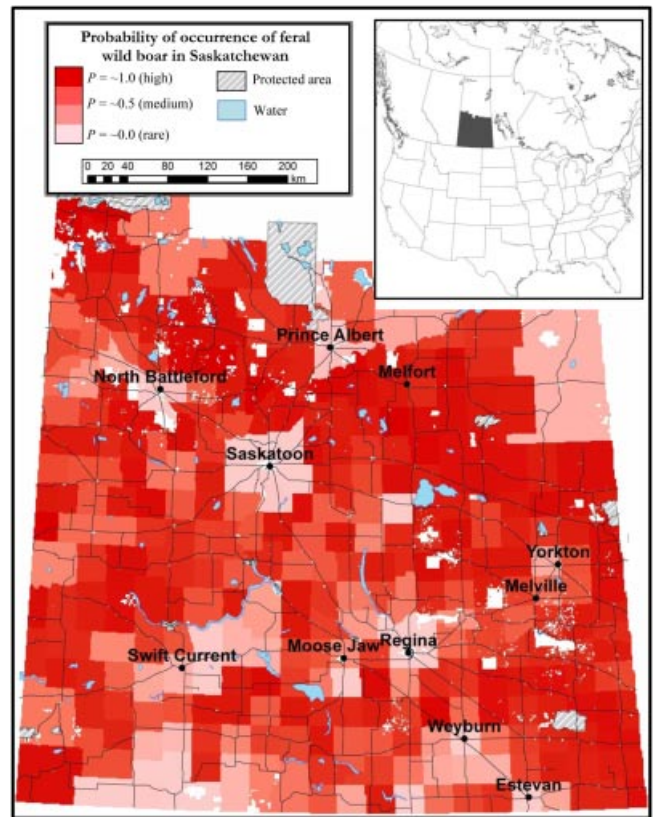 Probability of occurrence of feral
wild boar in Saskatchewan
P = ~1.0 (high)
P = ~0.5 (medium)
P = ~0.0 (rare)
Protected area
Water
0 20 40 80 120 160 200
km
Prince Albert
North Battleford
Melfort
Saskatoon
Yorkton
Melville
Swift Current
Moose Jaw
Regina
Weyburn
Estevan